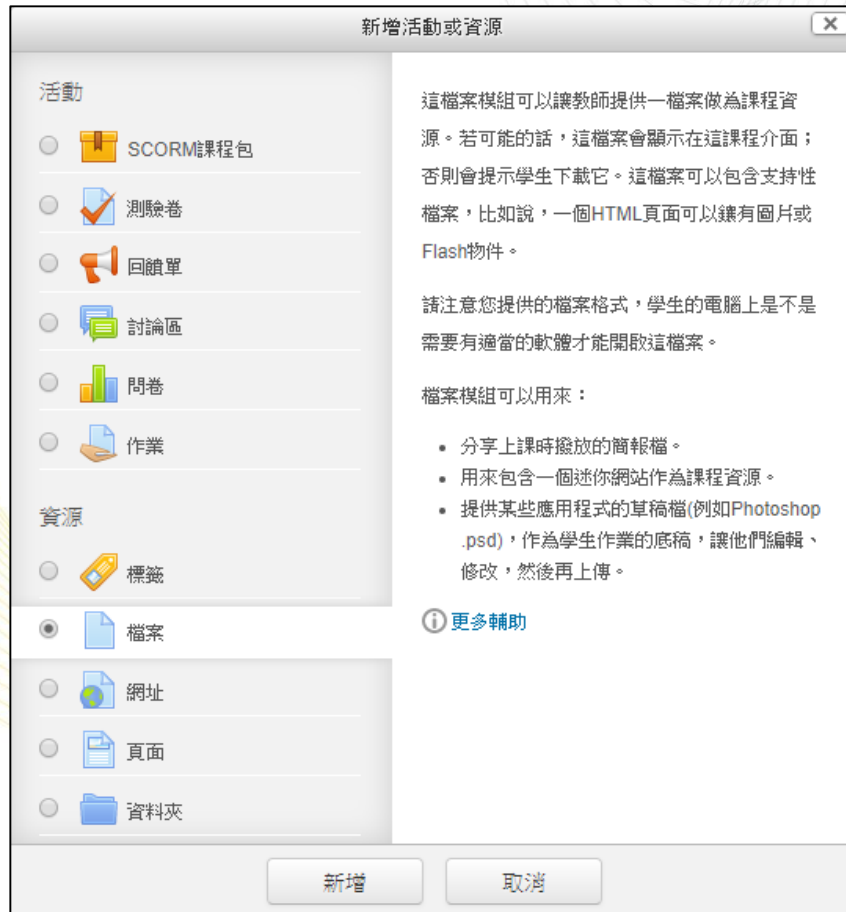 新增活動或資源
活動
SCORM課程包
測驗卷
回饋單
討論區
問卷
作業
資源
標籤
檔案
網址
頁面
資料夾
這檔案模組可以讓教師提供一檔案做為課程資
源。若可能的話，這檔案會顯示在這課程介面；
否則會提示學生下載它。這檔案可以包含支持性
檔案，比如說，一個HTML頁面可以鑲有圖片或
Flash物件。
請注意您提供的檔案格式，學生的電腦上是不是
需要有適當的軟體才能開啟這檔案。
檔案模組可以用來：
• 分享上課時撥放的簡報檔。
• 用來包含一個迷你網站作為課程資源。
• 提供某些應用程式的草稿檔(例如Photoshop
.psd)，作為學生作業的底稿，讓他們編輯、
修改，然後再上傳。
更多輔助
新增
取消